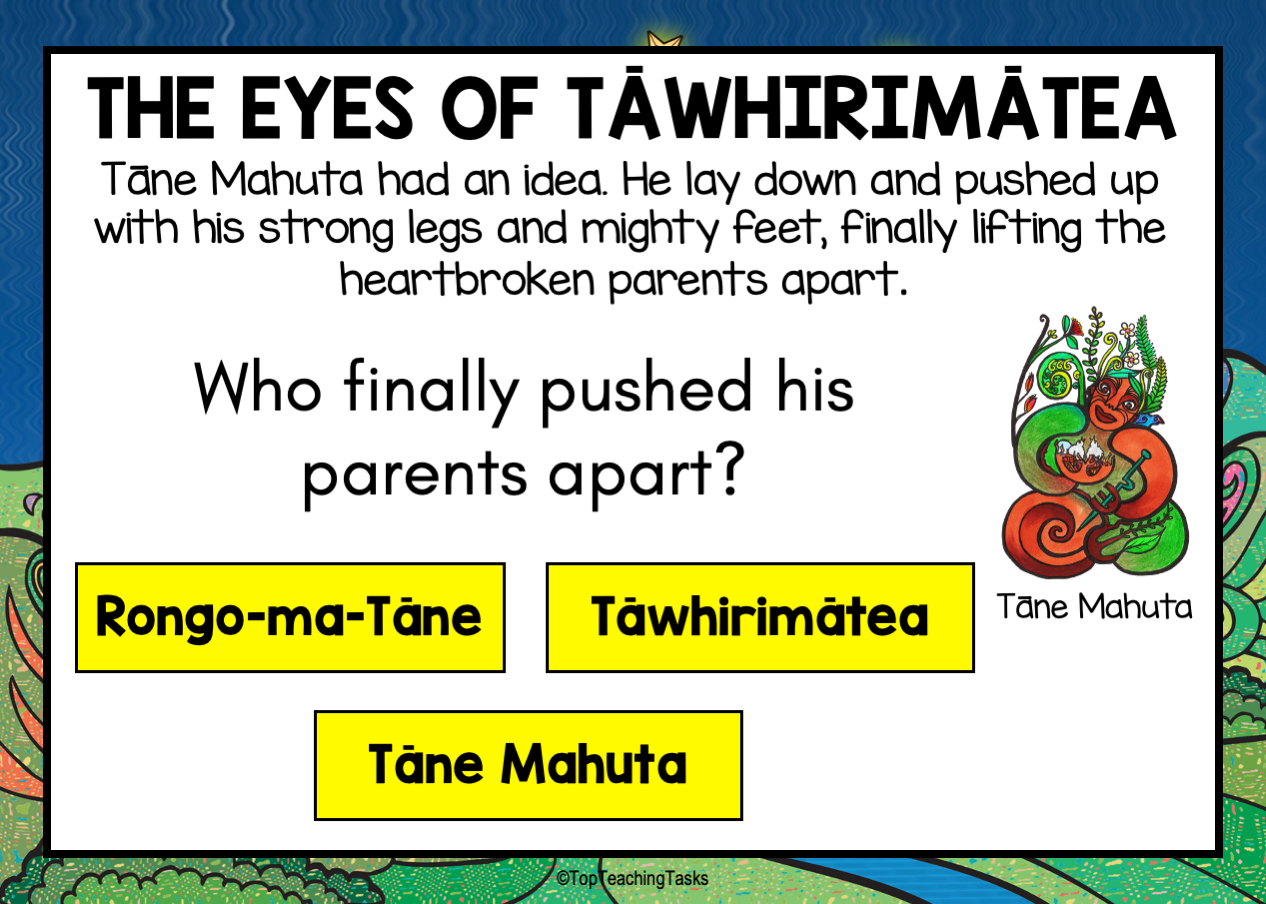 THE EYES OF TĀWHIRIMĀTEA
Tāne Mahuta had an idea. He lay down and pushed up
with his strong legs and mighty feet, finally lifting the
heartbroken parents apart.
Who finally pushed his
parents apart?
Tāne Mahuta
Rongo-ma-Tāne
Tāwhirimātea
Tāne Mahuta
©TopTeachingTasks